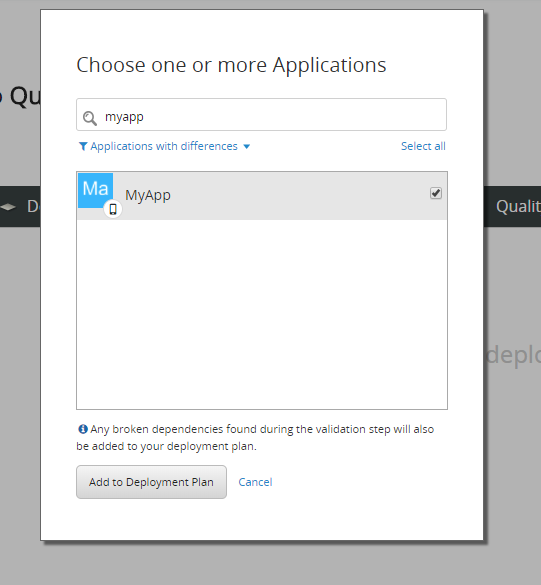 Choose one or more Applications
o Qu
myapp
Applications with differences
Select all
Ma
MyApp
D
Qualit
deplo
Any broken dependencies found during the validation step will also
be added to your deployment plan.
Add to Deployment Plan
Cancel